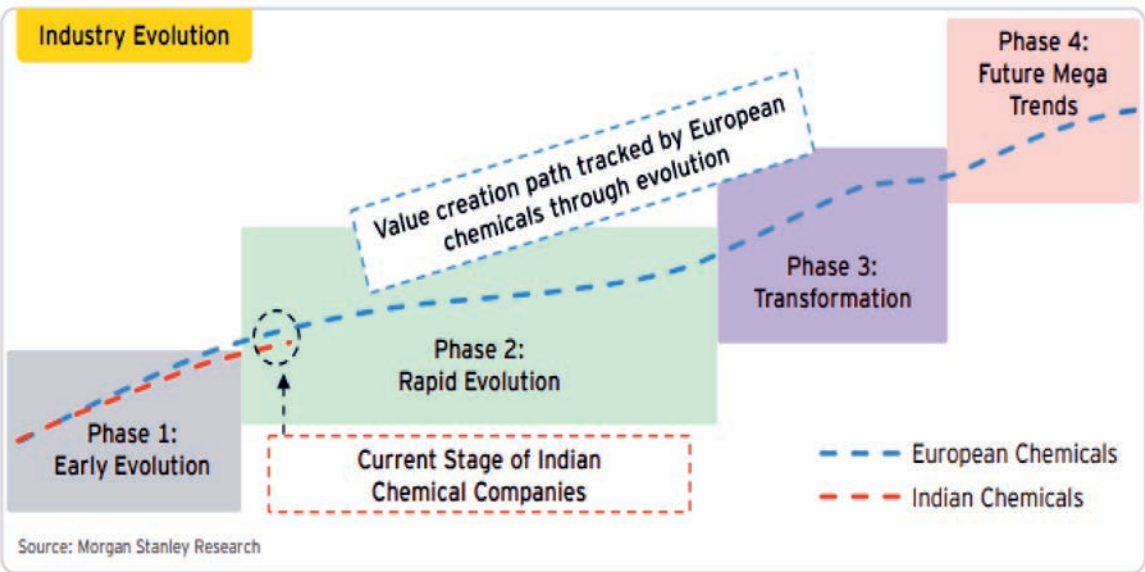 Industry Evolution
Phase 4:
Future Mega
Trends
Value creation path tracked by European
chemicals through evolution
Phase 3:
Transformation
Phase 2:
Rapid Evolution
Phase 1:
Early Evolution
Current Stage of Indian
Chemical Companies
European Chemicals
Indian Chemicals
Source: Morgan Stanley Research